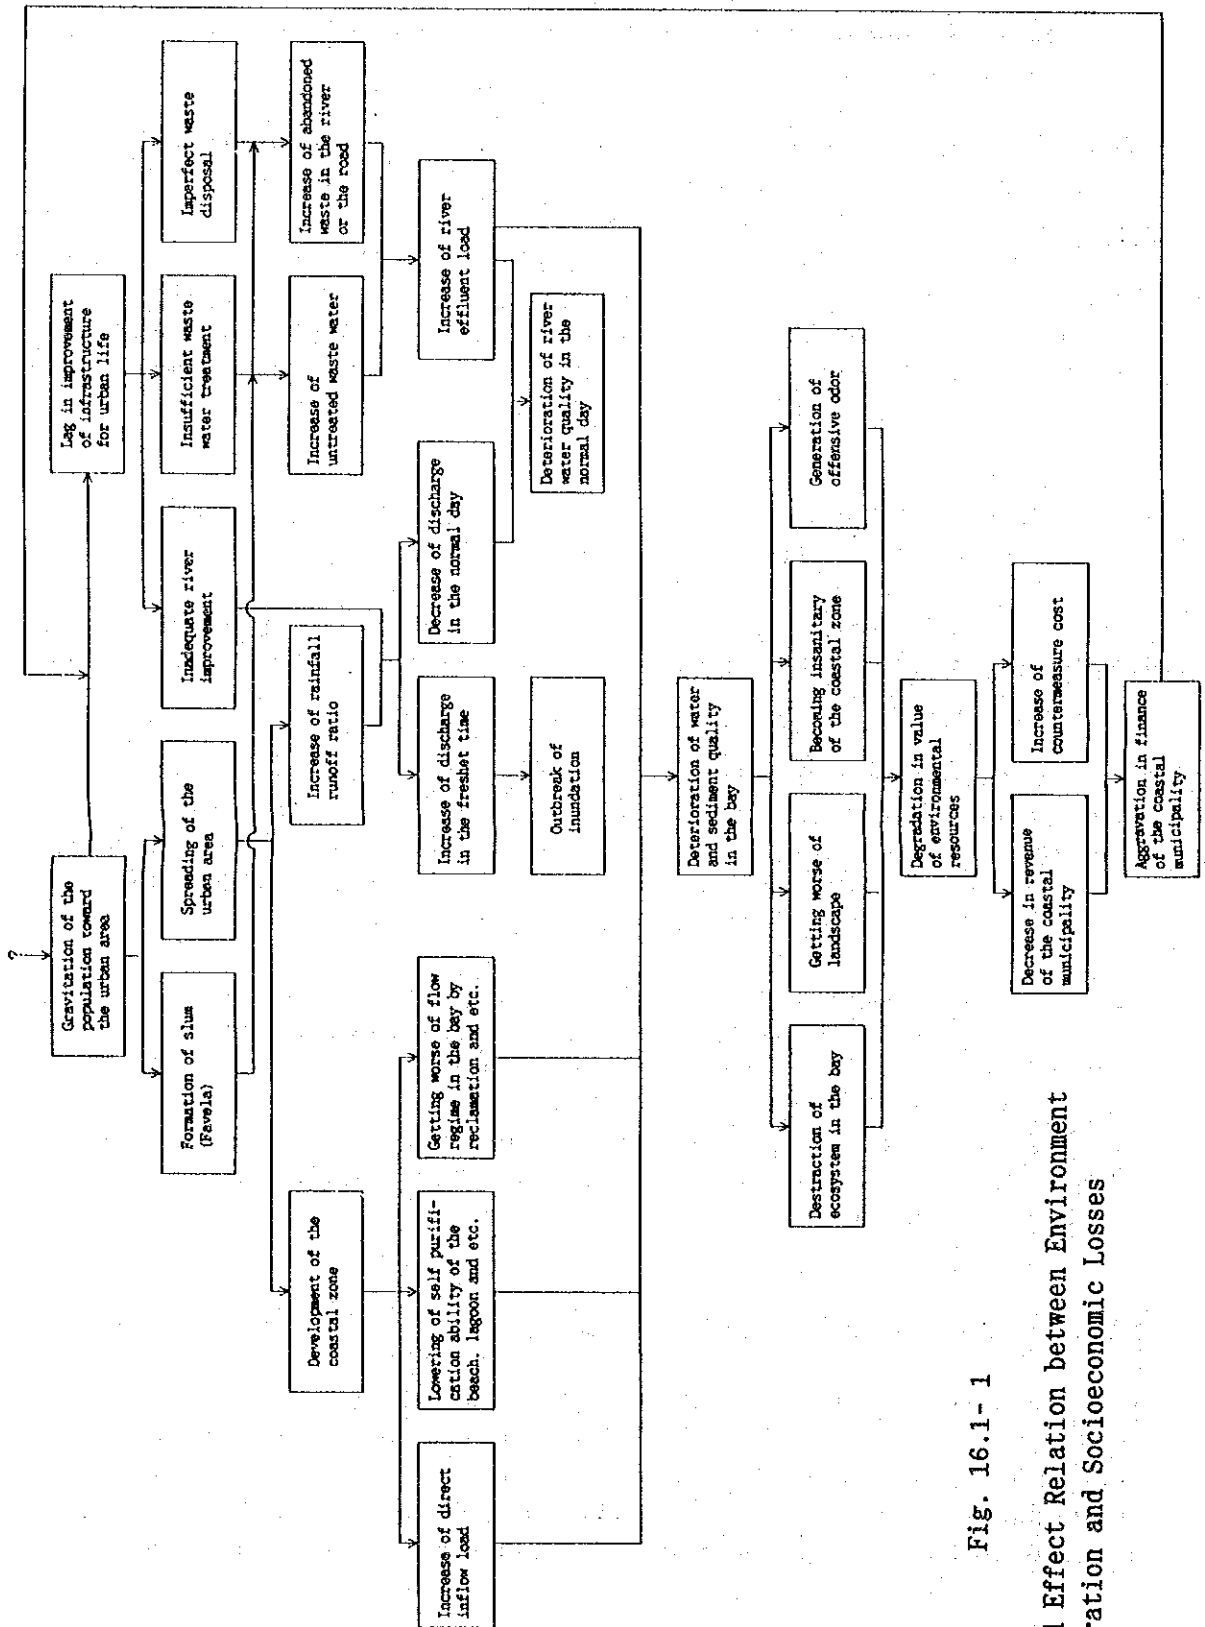 ?
Gravitation of the
population toward
the urban area
Lag in improvement
of infrastructure
for urban life
Formation of slum
(Favela)
Spreading of the
urban area
Inadequate river
improvement
Insufficient waste
water treatment
Imperfect waste
disposal
Development of the
coastal zone
Increase of rainfall
runoff ratio
Increase of
untreated waste water
Increase of abandoned
waste in the river
or the road
Increase of direct
inflow load
Lowering of self purifi-
cation ability of the
beach. lagoon and etc.
Getting worse of flow
regime in the bay by
reclamation and etc.
Increase of discharge
in the freshet time
Decrease of discharge
in the normal day
Increase of river
effluent load
Outbreak of
inundation
Deterioration of river
water quality in the
normal day
Deterioration of water
and sediment quality
in the bay
Destraction of
ecosystem in the bay
Getting worse of
landscape
Becoming insanitary
of the coastal zone
Generation of
offensive odor
Degradation in value
of environmental
resources
Decrease in revenue
of the coastal
municipality
Increase of
countermeasure cost
Aggravation in finance
of the coastal
municipality
Fig. 16.1- 1
Effect Relation between Environment
ration and Socioeconomic Losses